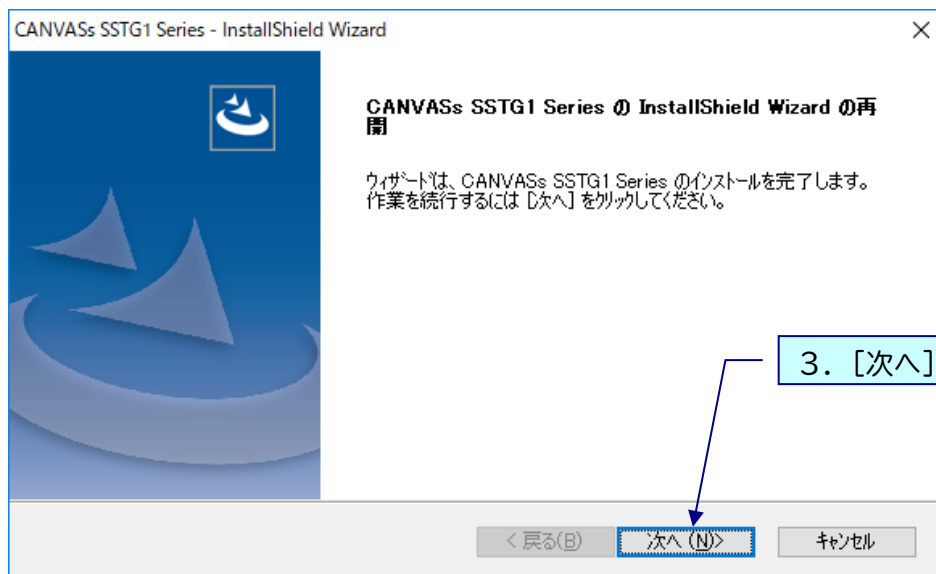 CANVASs SSTG1 Series - InstallShield Wizard
CANVASs SSTG1 Series の InstallShield Wizard の再
開
ウィザードは、CANVASs SSTG1 Series のインストールを完了します。
作業を続行するには [次へ] をクリックしてください。
3. [次へ]
< 戻る(B)
次へ (N)>
キャンセル